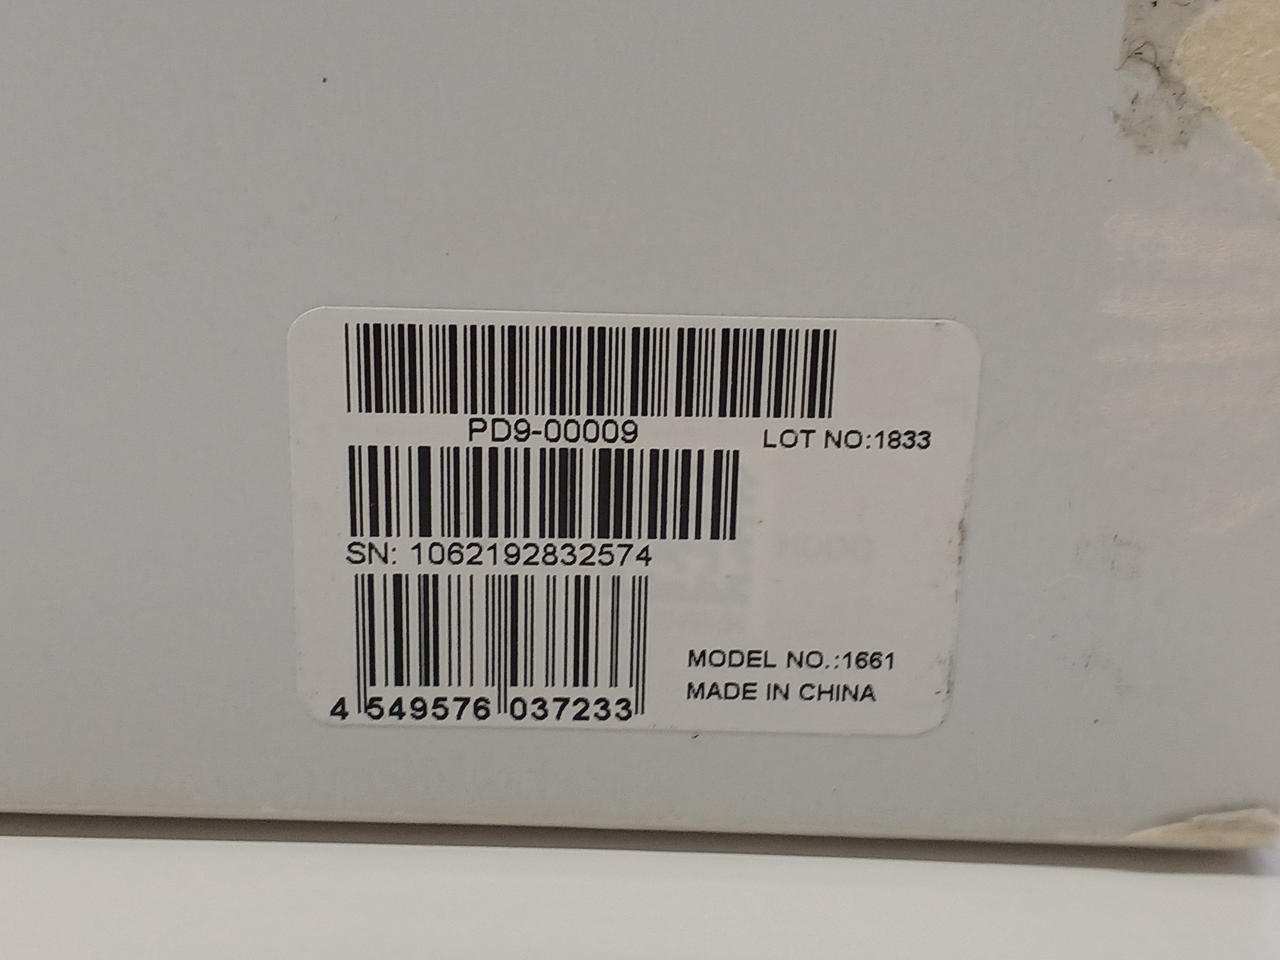 PD9-00009
LOT NO:1833
SN: 1062192832574
MODEL NO.:1661
MADE IN CHINA
4 549576 037233